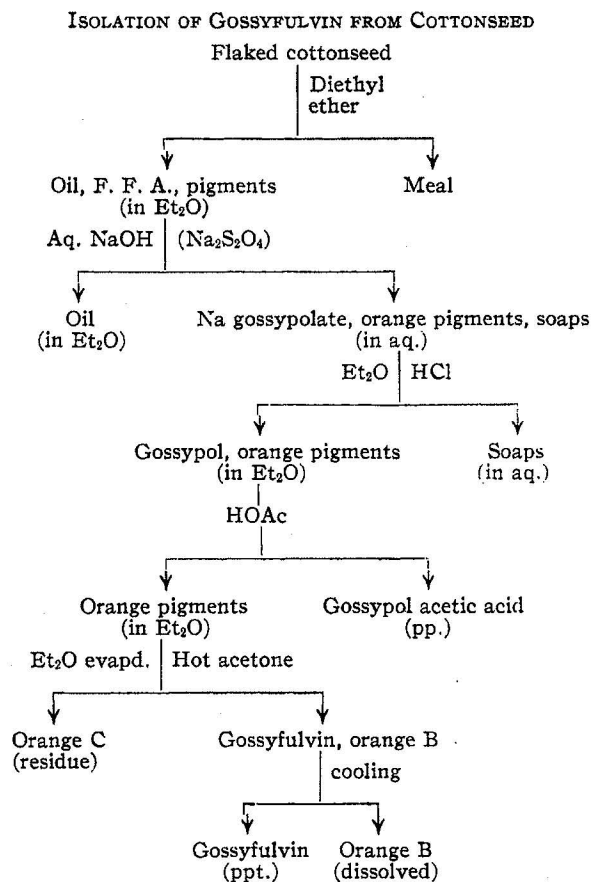 ISOLATION OF GOSSYFULVIN FROM COTTONSEED
Flaked cottonseed
Diethyl
ether
Oil, F. F. A., pigments
(in Et₂O)
Meal
Aq. NaOH (Na₂S₂O₄)
Oil
(in Et₂O)
Na gossypolate, orange pigments, soaps
(in aq.)
Et₂O HCl
Gossypol, orange pigments
(in Et₂O)
Soaps
(in aq.)
HOAc
Orange pigments
(in Et₂O)
Gossypol acetic acid
(pp.)
Et₂O evapd. Hot acetone
Orange C
(residue)
Gossyfulvin, orange B
cooling
Gossyfulvin
(ppt.)
Orange B
(dissolved)